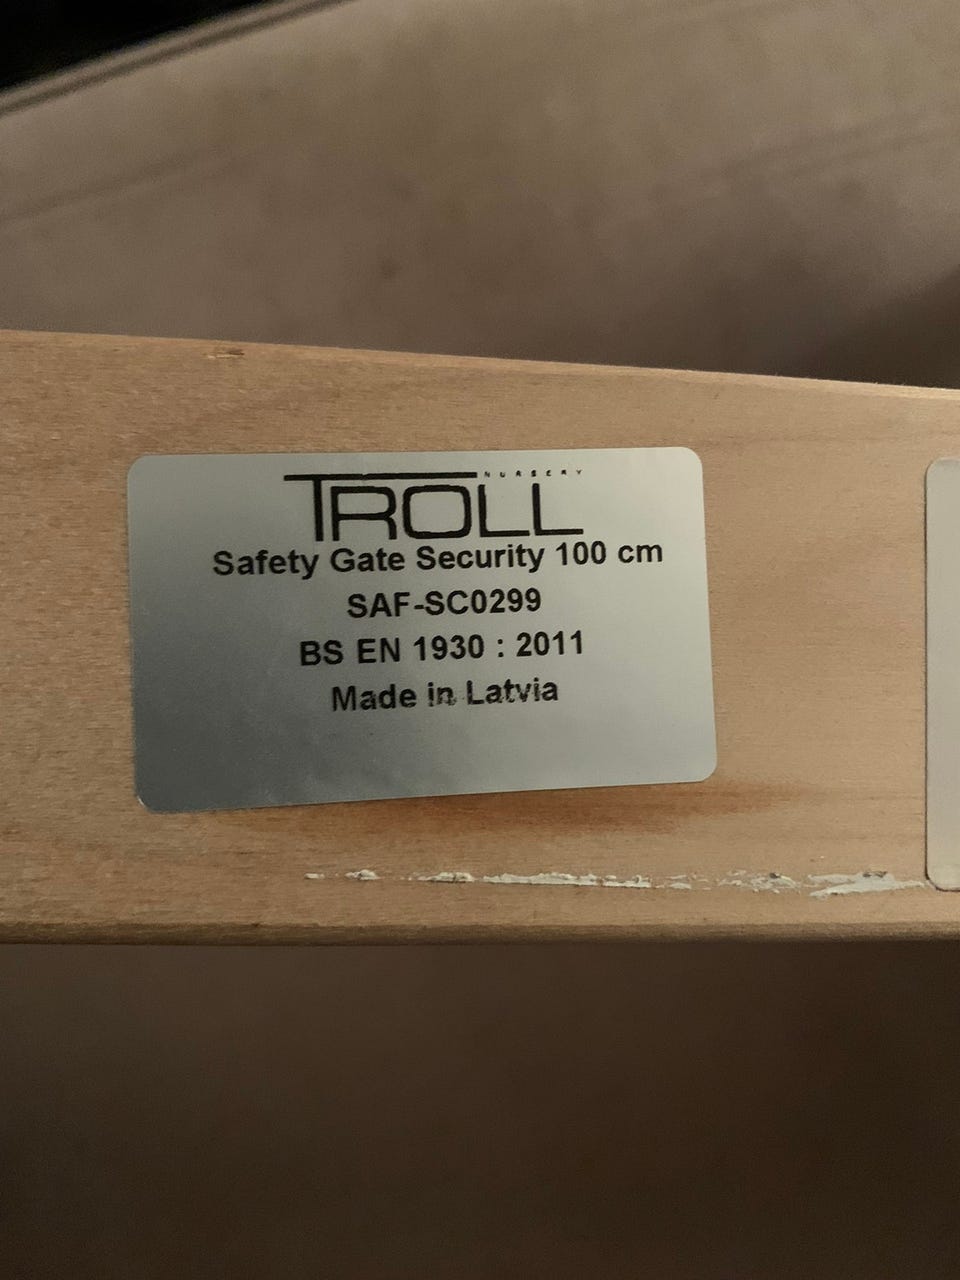 NURSERY
TROLL
Safety Gate Security 100 cm
SAF-SC0299
BS EN 1930 : 2011
Made in Latvia